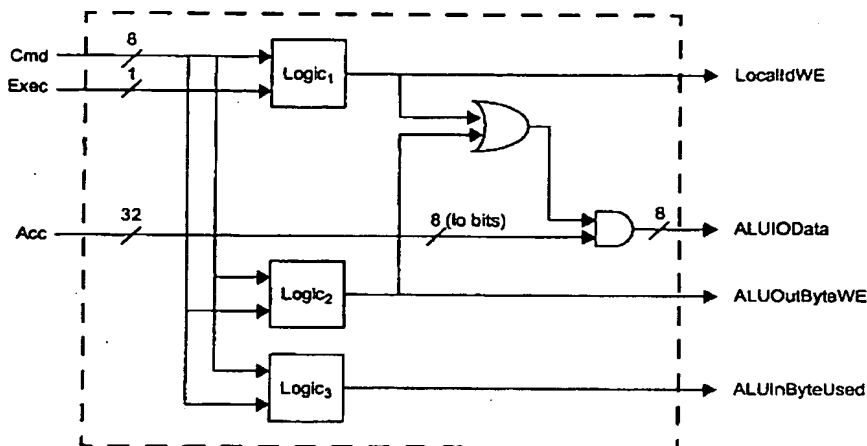 Cmd
8
Exec
1
Logic₁
LocalIdWE
Acc
32
8 (lo bits)
8
ALUIOData
Logic₂
ALUOutByteWE
Logic₃
ALUInByteUsed